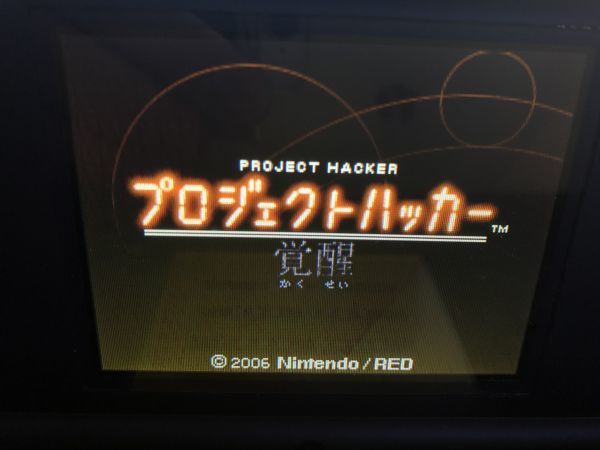 PROJECT HACKER
プロジェクトハッカー™
覚醒
かく せい
© 2006 Nintendo/RED